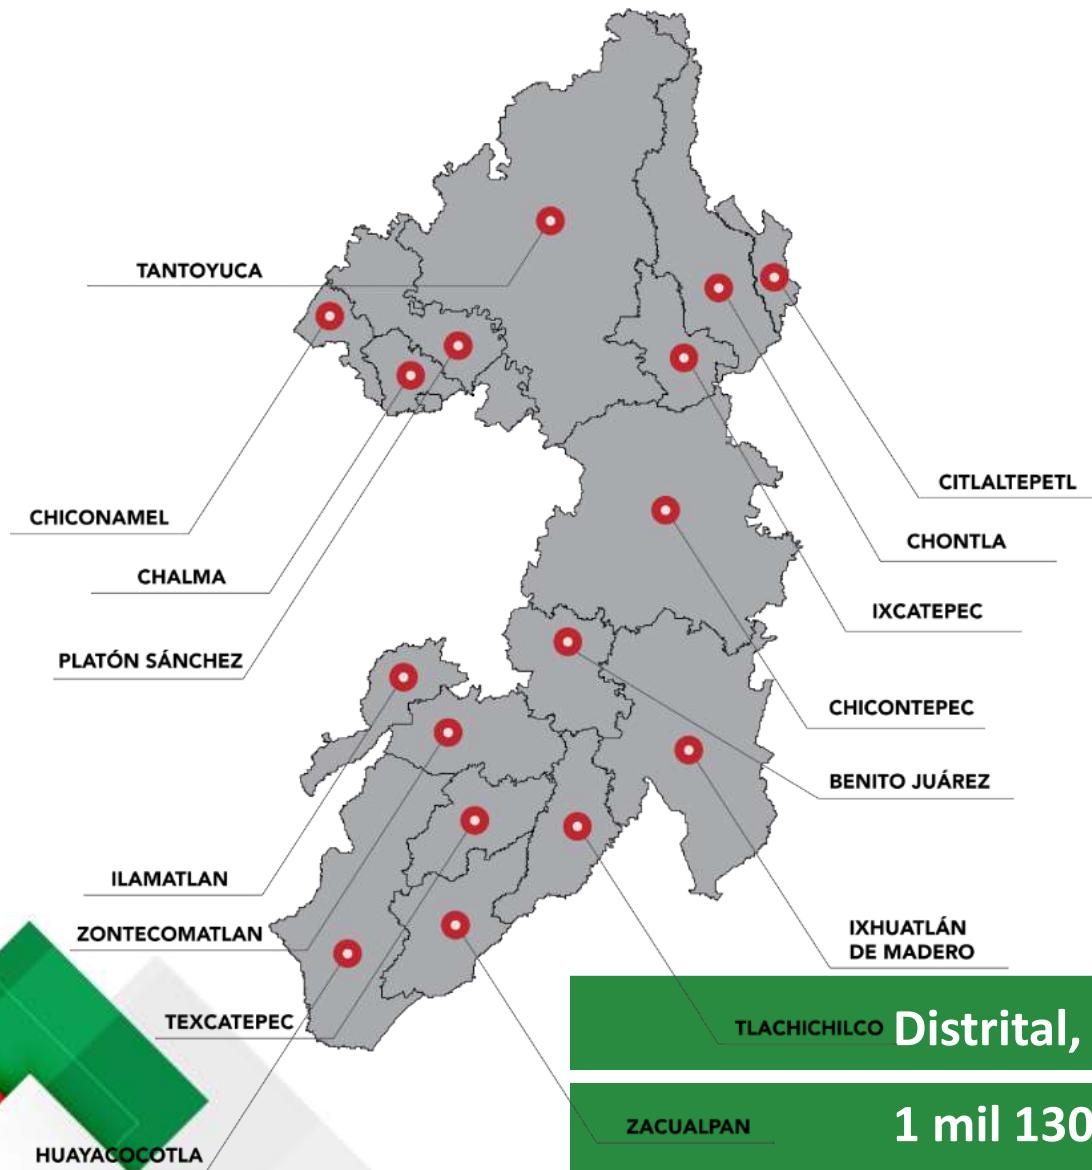 TANTOYUCA
CITLALTEPETL
CHICONAMEL
CHONTLA
CHALMA
IXCATEPEC
PLATÓN SÁNCHEZ
CHICONTEPEC
BENITO JUÁREZ
ILAMATLAN
ZONTECOMATLAN
IXHUATLÁN
DE MADERO
TEXCATEPEC
TLACHICHILCO Distrital,
ZACUALPAN 1 mil 130
HUAYACOCOTLA